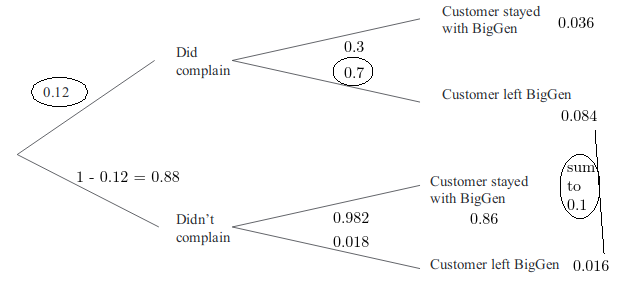 Customer stayed
with BigGen
0.036
Did
complain
0.3
0.7
0.12
Customer left BigGen
0.084
1 - 0.12 = 0.88
sum
to
0.1
Customer stayed
with BigGen
0.86
Didn't
complain
0.982
0.018
Customer left BigGen
0.016